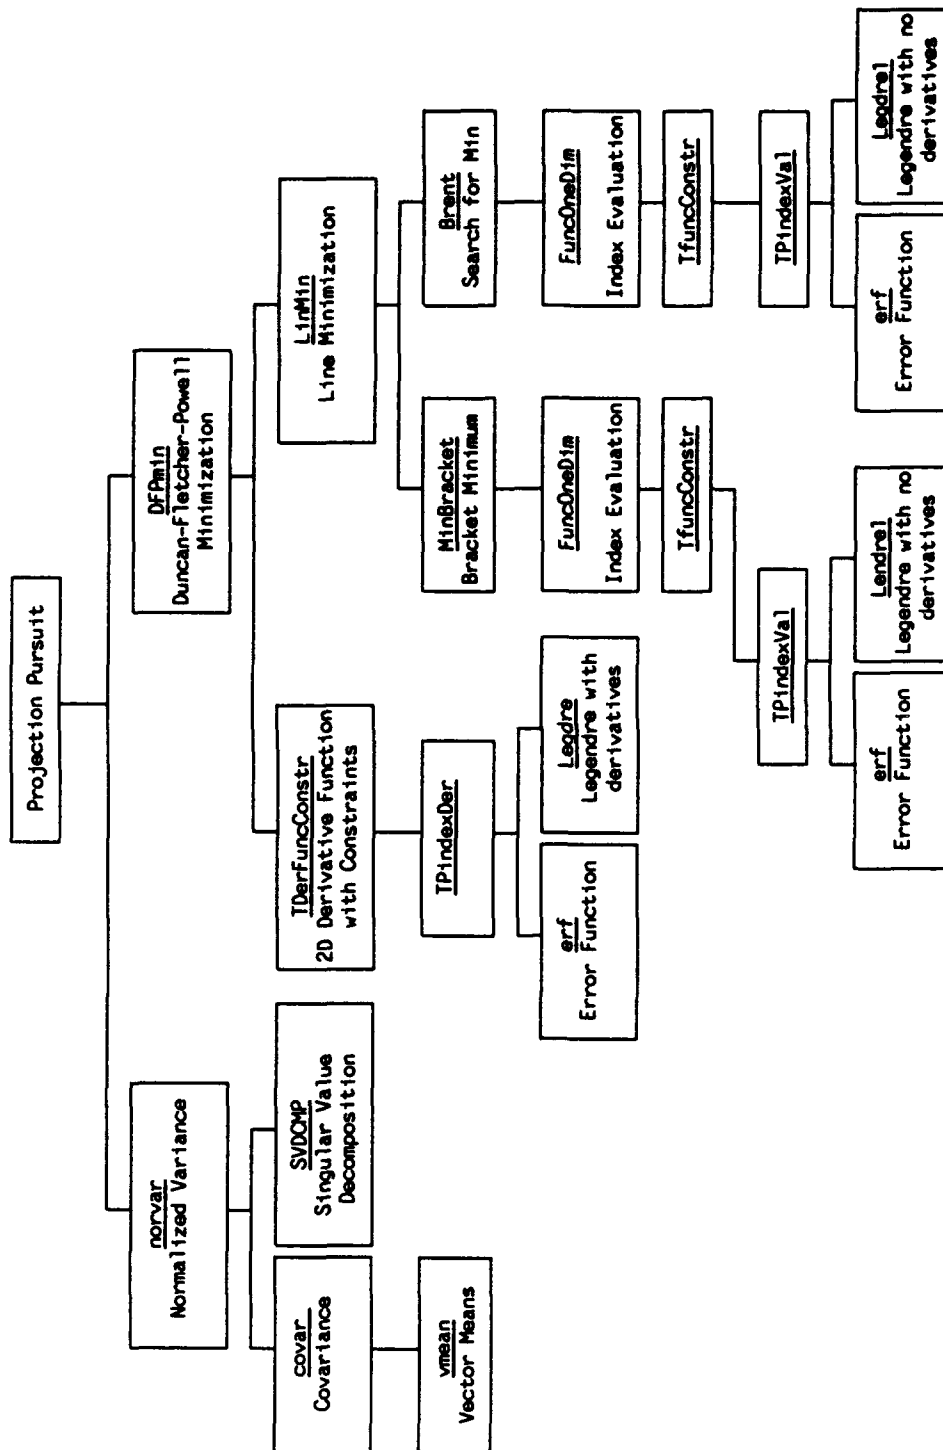 Projection Pursuit
norvar
Normalized Variance
DFPmin
Duncan-Fletcher-Powell
Minimization
covar
Covariance
SVDCMP
Singular Value
Decomposition
TDerFuncConstr
2D Derivative Function
with Constraints
LinMin
Line Minimization
vmean
Vector Means
TPindexDer
MinBracket
Bracket Minimum
Brent
Search for Min
erf
Error Function
Legdre
Legendre with
derivatives
FuncOneDim
Index Evaluation
FuncOneDim
Index Evaluation
TfuncConstr
TfuncConstr
TPindexVal
TPindexVal
erf
Error Function
Lendrel
Legendre with no
derivatives
erf
Error Function
Legdrel
Legendre with no
derivatives